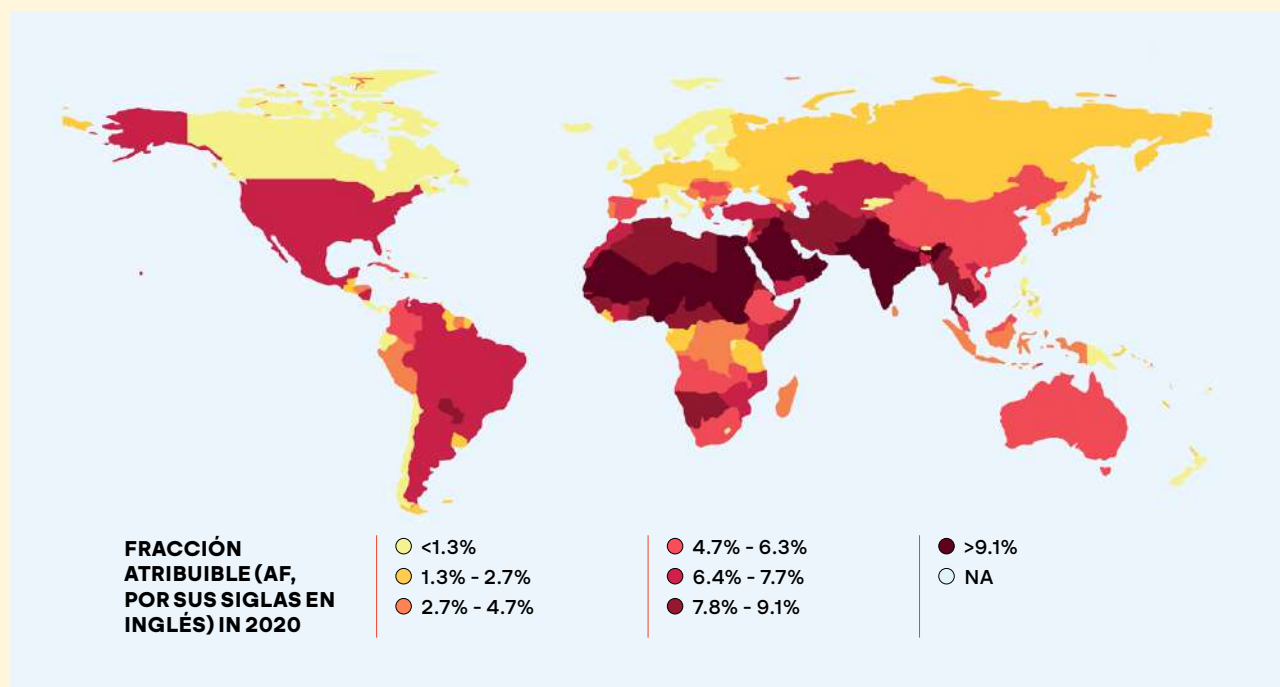 FRACCIÓN
ATRIBUIBLE (AF,
POR SUS SIGLAS EN
INGLÉS) IN 2020
<1.3%
1.3% - 2.7%
2.7% - 4.7%
4.7% - 6.3%
6.4% - 7.7%
7.8% - 9.1%
>9.1%
NA